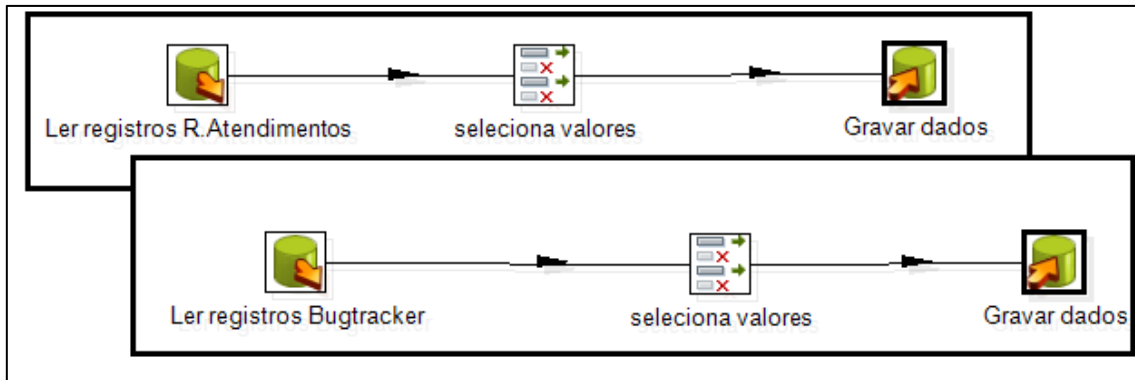 Ler registros R.Atendimentos
seleciona valores
Gravar dados
Ler registros Bugtracker
seleciona valores
Gravar dados